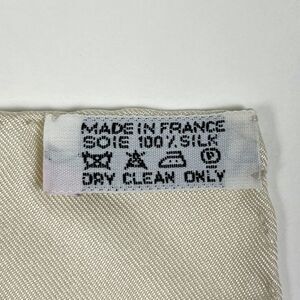 MADE IN FRANCE
SOIE 100% SILK
P
DRY CLEAN ONLY